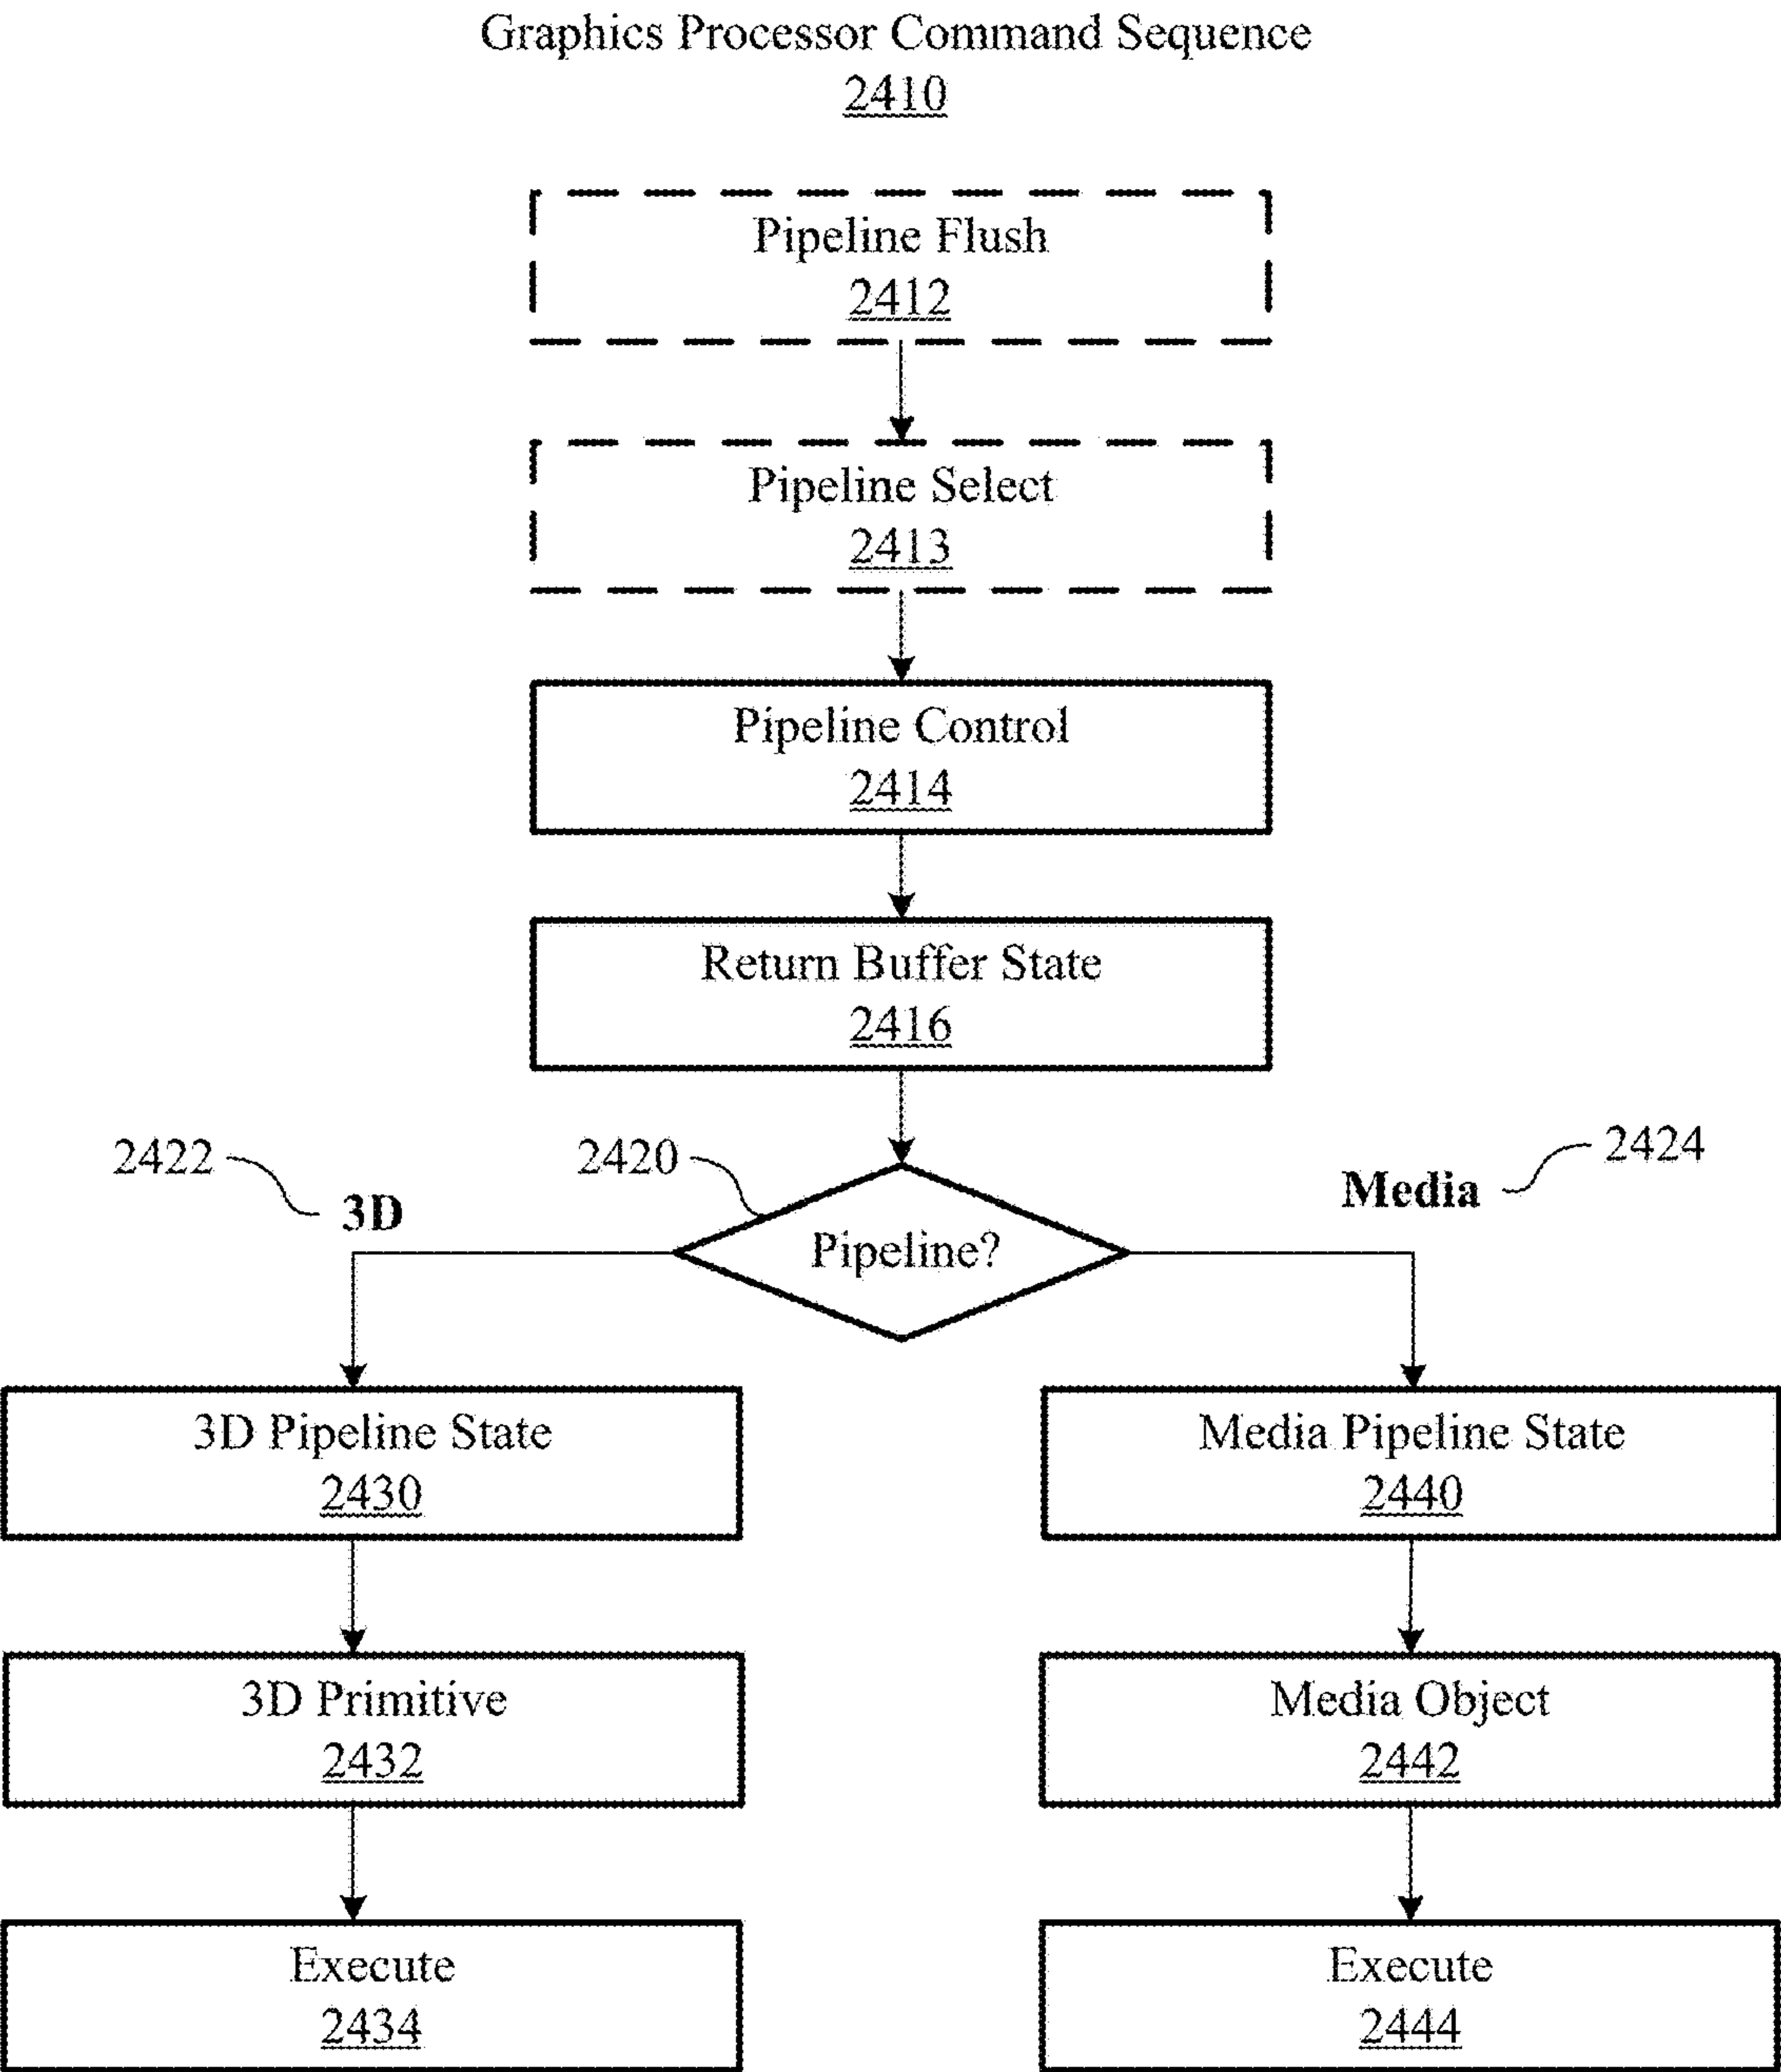 Graphics Processor Command Sequence
2410
Pipeline Flush
2412
Pipeline Select
2413
Pipeline Control
2414
Return Buffer State
2416
2422
3D
2420
Pipeline?
Media
2424
3D Pipeline State
2430
Media Pipeline State
2440
3D Primitive
2432
Media Object
2442
Execute
2434
Execute
2444